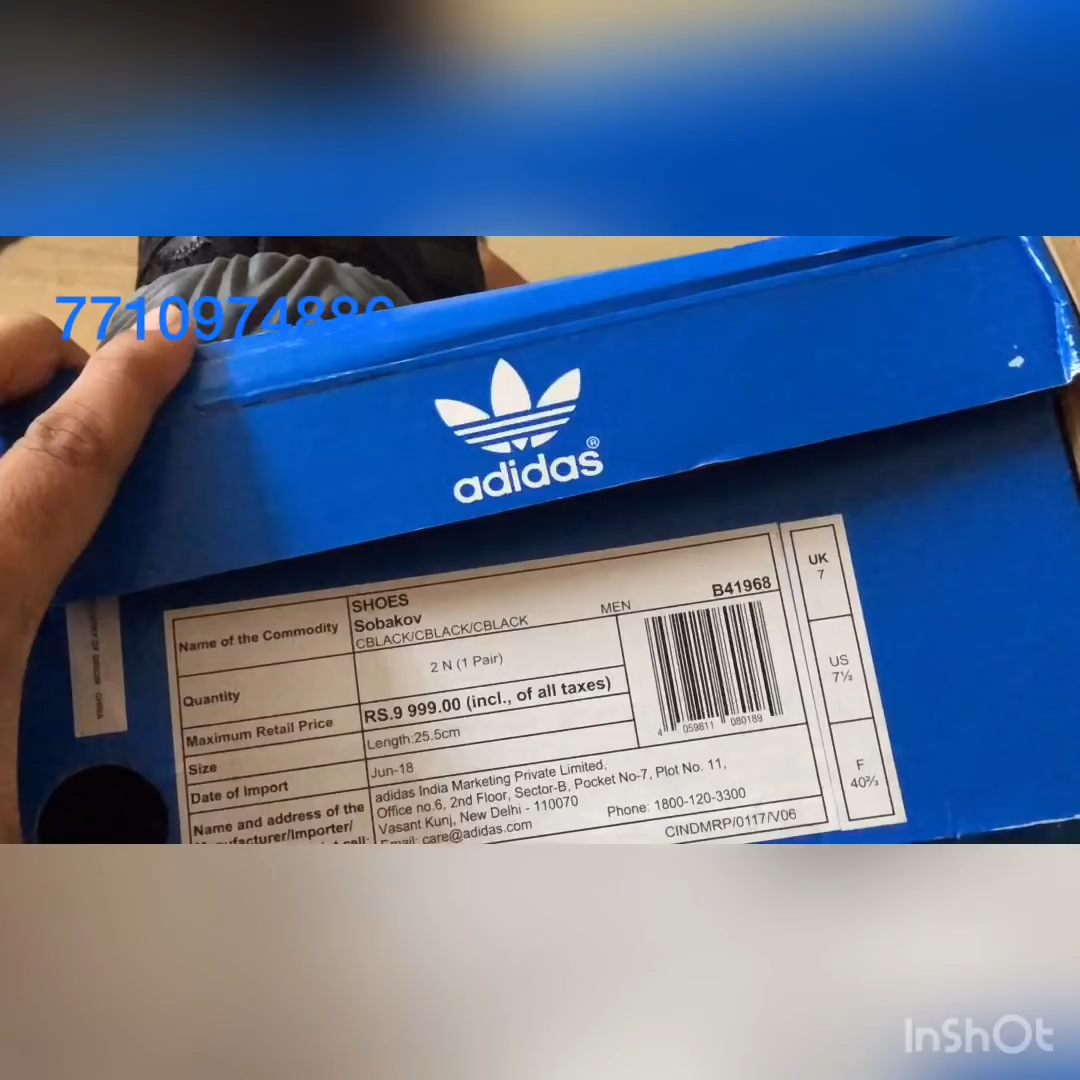 7710974880
adidas®
Name of the Commodity
SHOES
Sobakov
CBLACK/CBLACK/CBLACK
MEN
B41968
Quantity
2 N (1 Pair)
Maximum Retail Price
RS.9 999.00 (incl., of all taxes)
Size
Length:25.5cm
Date of Import
Jun-18
Name and address of the
adidas India Marketing Private Limited,
Office no.6, 2nd Floor, Sector-B, Pocket No-7, Plot No. 11,
Vasant Kunj, New Delhi - 110070
Phone: 1800-120-3300
Email: care@adidas.com
CINDMRP/0117/V06
4 059811 080189
UK
7
US
7½
F
40⅔
InShOt